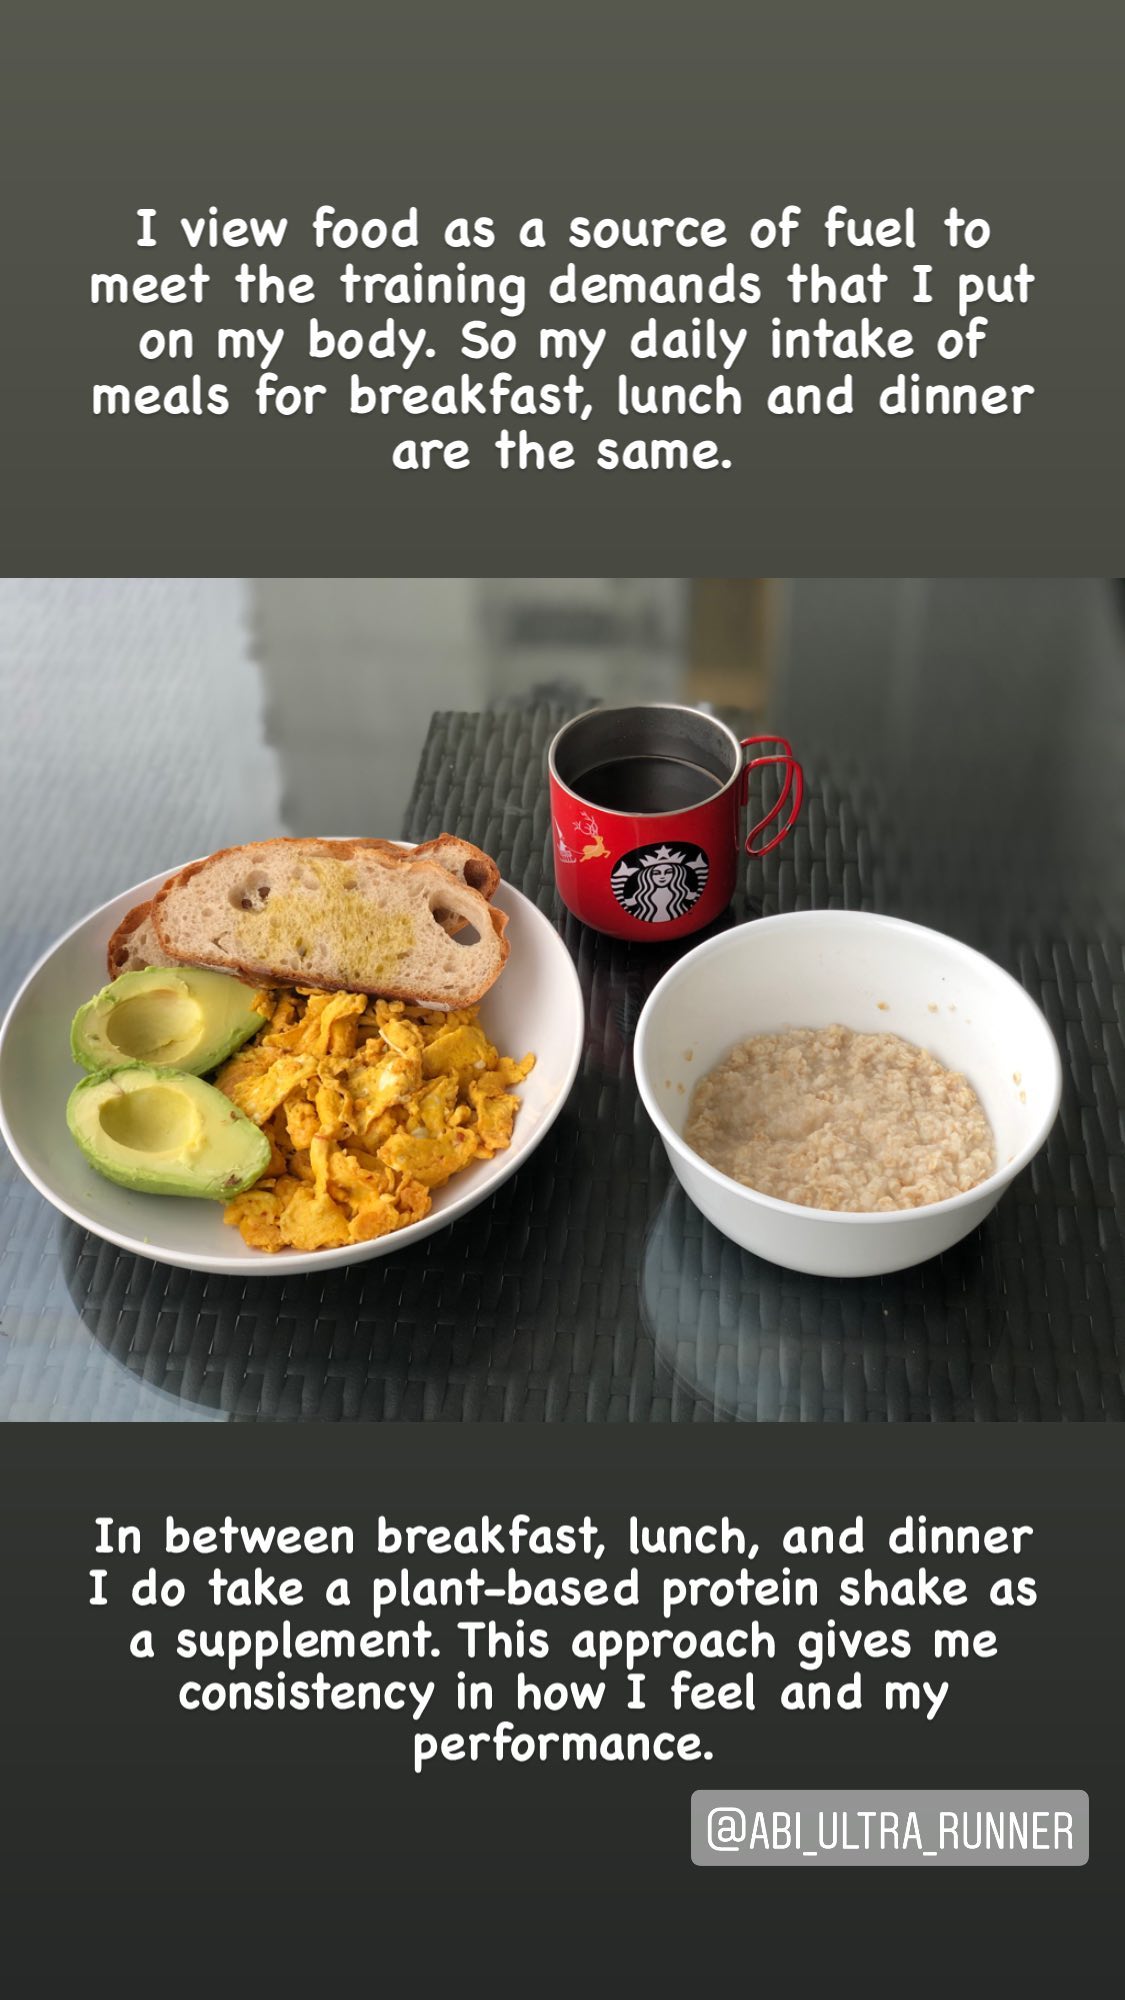 I view food as a source of fuel to
meet the training demands that I put
on my body. So my daily intake of
meals for breakfast, lunch and dinner
are the same.
In between breakfast, lunch, and dinner
I do take a plant-based protein shake as
a supplement. This approach gives me
consistency in how I feel and my
performance.
@ABI_ULTRA_RUNNER